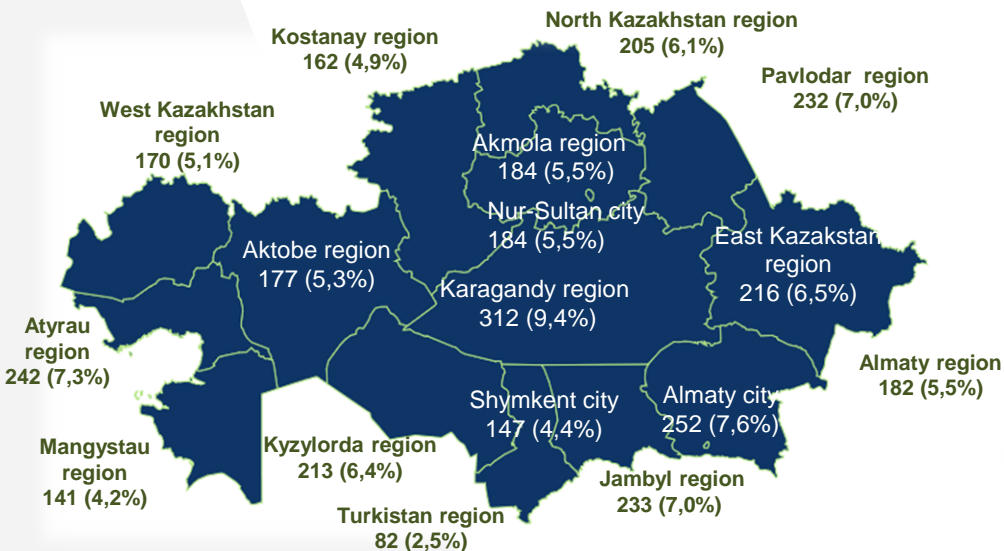 North Kazakhstan region
205 (6,1%)
Kostanay region
162 (4,9%)
Pavlodar region
232 (7,0%)
West Kazakhstan
region
170 (5,1%)
Akmola region
184 (5,5%)
Nur-Sultan city
184 (5,5%)
Aktobe region
177 (5,3%)
East Kazakstan
region
216 (6,5%)
Karagandy region
312 (9,4%)
Atyrau
region
242 (7,3%)
Almaty region
182 (5,5%)
Shymkent city
147 (4,4%)
Almaty city
252 (7,6%)
Mangystau
region
141 (4,2%)
Kyzylorda region
213 (6,4%)
Jambyl region
233 (7,0%)
Turkistan region
82 (2,5%)